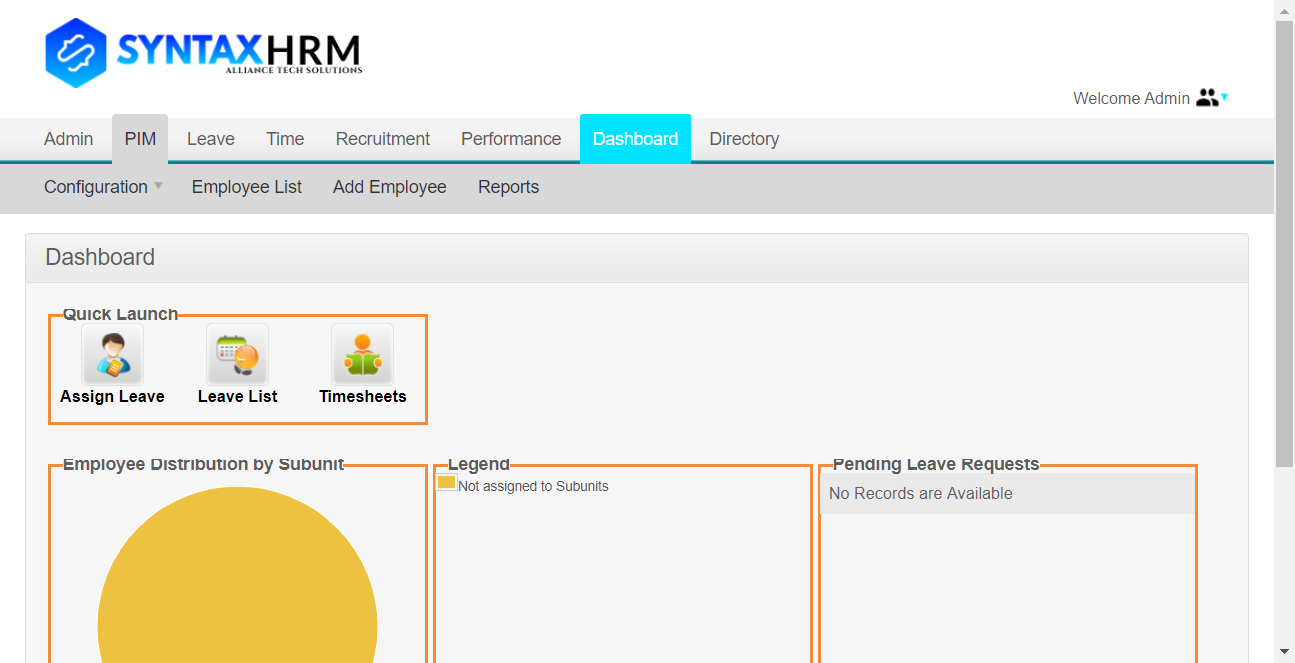 SYNTAXHRM
ALLIANCE TECH SOLUTIONS
Welcome Admin
Admin PIM Leave Time Recruitment Performance Dashboard Directory
Configuration Employee List Add Employee Reports
Dashboard
Quick Launch
Assign Leave Leave List Timesheets
Employee Distribution by Subunit Legend Pending Leave Requests
Not assigned to Subunits No Records are Available